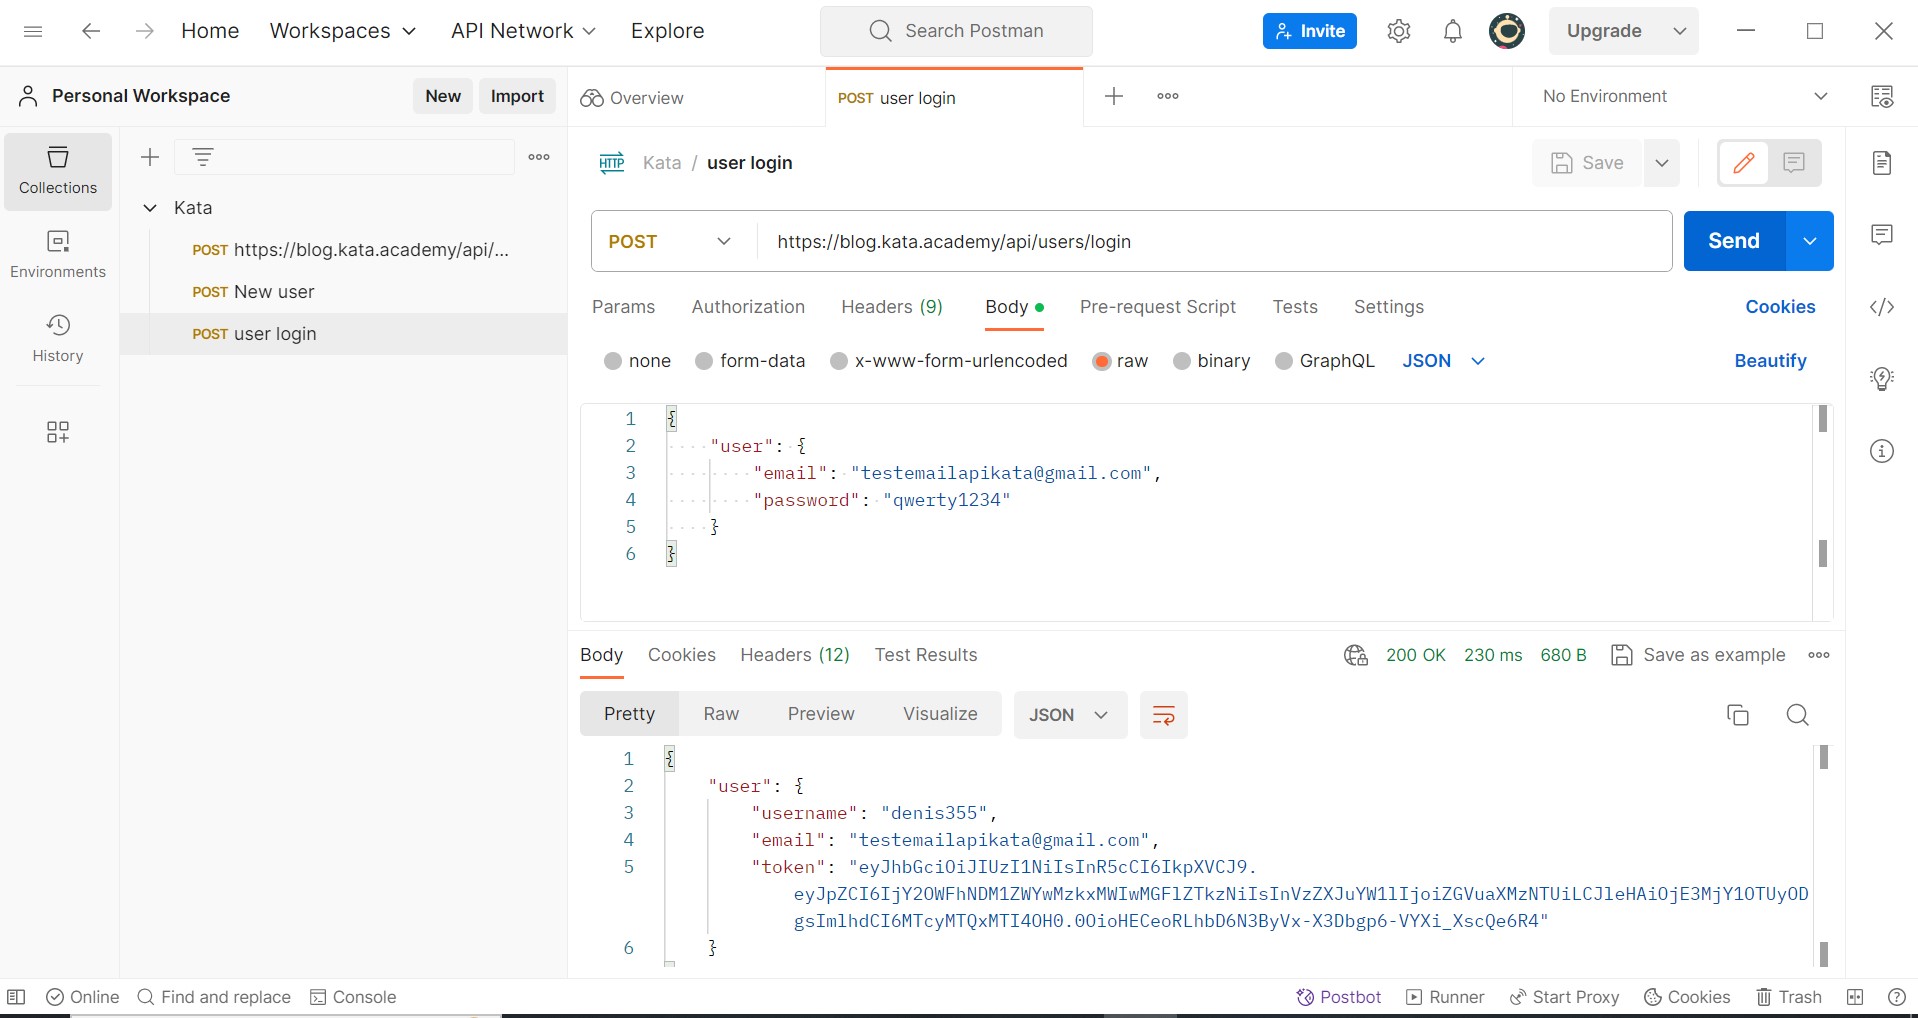 Home Workspaces API Network Explore Search Postman Invite Upgrade
Personal Workspace New Import
Overview POST user login No Environment
Collections
Environments
History
Kata
POST https://blog.kata.academy/api/...
POST New user
POST user login
HTTP Kata / user login Save
POST https://blog.kata.academy/api/users/login Send
Params Authorization Headers (9) Body Pre-request Script Tests Settings Cookies
none form-data x-www-form-urlencoded raw binary GraphQL JSON Beautify
1 {
2 "user": {
3 "email": "testemailapikata@gmail.com",
4 "password": "qwerty1234"
5 }
6 }
Body Cookies Headers (12) Test Results 200 OK 230 ms 680 B Save as example
Pretty Raw Preview Visualize JSON
1 {
2 "user": {
3 "username": "denis355",
4 "email": "testemailapikata@gmail.com",
5 "token": "eyJhbGciOiJIUzI1NiIsInR5cCI6IkpXVCJ9.
eyJpZCI6IjY2OWFhNDM1ZWYwMzkxMWIwMGFlZTkzNiIsInVzZXJuYW1lIjoiZGVuaXMzNTUiLCJleHAiOjE3MjY1OTUyOD
gsImlhdCI6MTcyMTQxMTI4OH0.0OioHECeoRLhbD6N3ByVx-X3Dbgp6-VYXi_XscQe6R4"
6 }
Online Find and replace Console Postbot Runner Start Proxy Cookies Trash